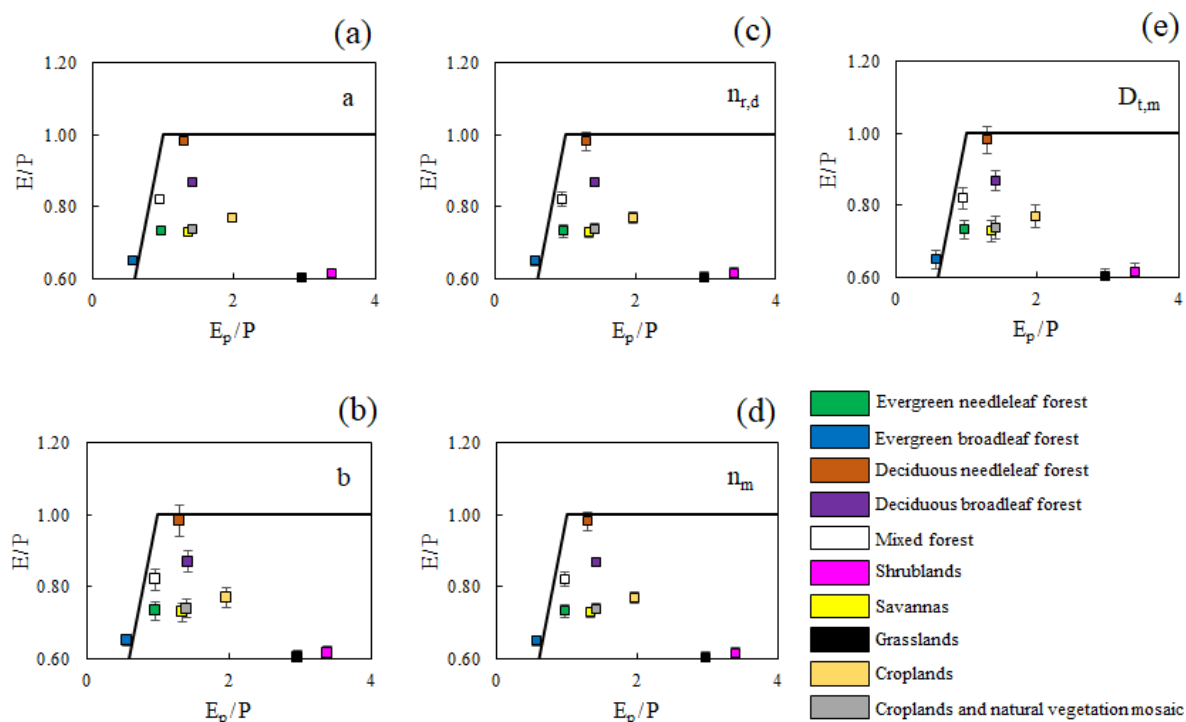 (a)
1.20
1.00
0.80
0.60
E/P
a
0
2
4
Ep/P
(c)
1.20
1.00
0.80
0.60
E/P
nr,d
0
2
4
Ep/P
(e)
1.20
1.00
0.80
0.60
E/P
Dt,m
0
2
4
Ep/P
(b)
1.20
1.00
0.80
0.60
E/P
b
0
2
4
Ep/P
(d)
1.20
1.00
0.80
0.60
E/P
nm
0
2
4
Ep/P
Evergreen needleleaf forest
Evergreen broadleaf forest
Deciduous needleleaf forest
Deciduous broadleaf forest
Mixed forest
Shrublands
Savannas
Grasslands
Croplands
Croplands and natural vegetation mosaic